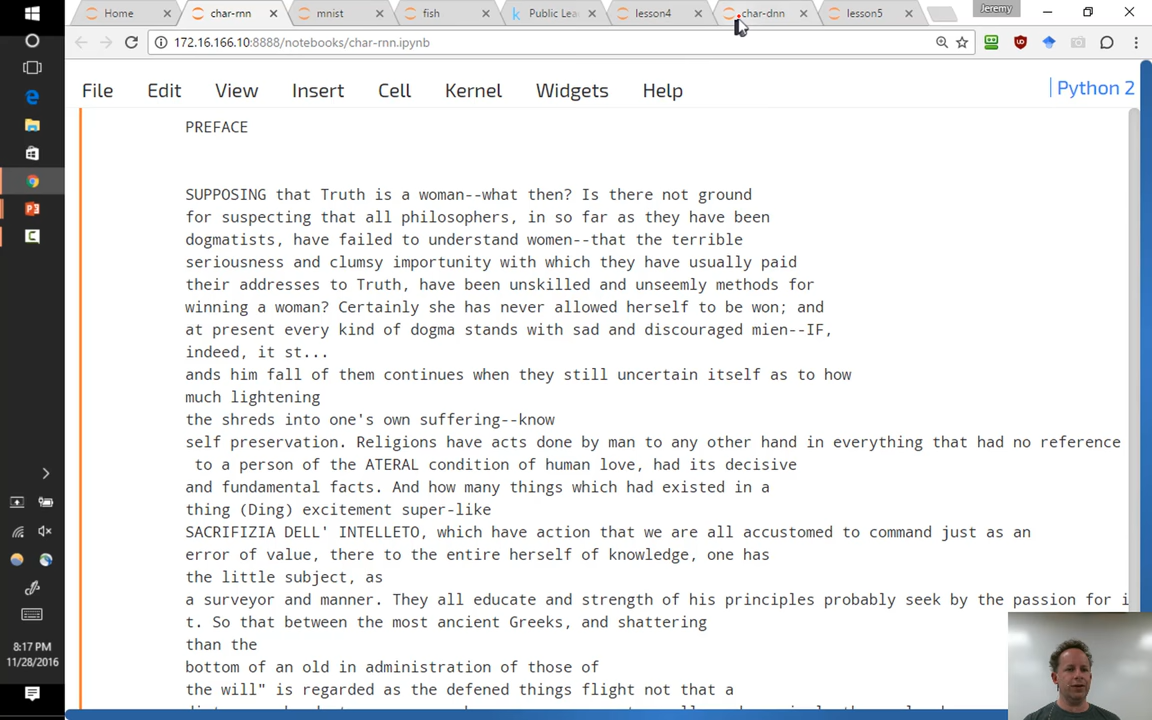 Home
char-rnn
mnist
fish
Public Lea
lesson4
char-dnn
lesson5
Jeremy
172.16.166.10:8888/notebooks/char-rnn.ipynb
File Edit View Insert Cell Kernel Widgets Help
Python 2
PREFACE
SUPPOSING that Truth is a woman--what then? Is there not ground
for suspecting that all philosophers, in so far as they have been
dogmatists, have failed to understand women--that the terrible
seriousness and clumsy importunity with which they have usually paid
their addresses to Truth, have been unskilled and unseemly methods for
winning a woman? Certainly she has never allowed herself to be won; and
at present every kind of dogma stands with sad and discouraged mien--IF,
indeed, it st...
ands him fall of them continues when they still uncertain itself as to how
much lightening
the shreds into one's own suffering--know
self preservation. Religions have acts done by man to any other hand in everything that had no reference
to a person of the ATERAL condition of human love, had its decisive
and fundamental facts. And how many things which had existed in a
thing (Ding) excitement super-like
SACRIFIZIA DELL' INTELLETO, which have action that we are all accustomed to command just as an
error of value, there to the entire herself of knowledge, one has
the little subject, as
a surveyor and manner. They all educate and strength of his principles probably seek by the passion for i
t. So that between the most ancient Greeks, and shattering
than the
bottom of an old in administration of those of
the will" is regarded as the defened things flight not that a
8:17 PM
11/28/2016